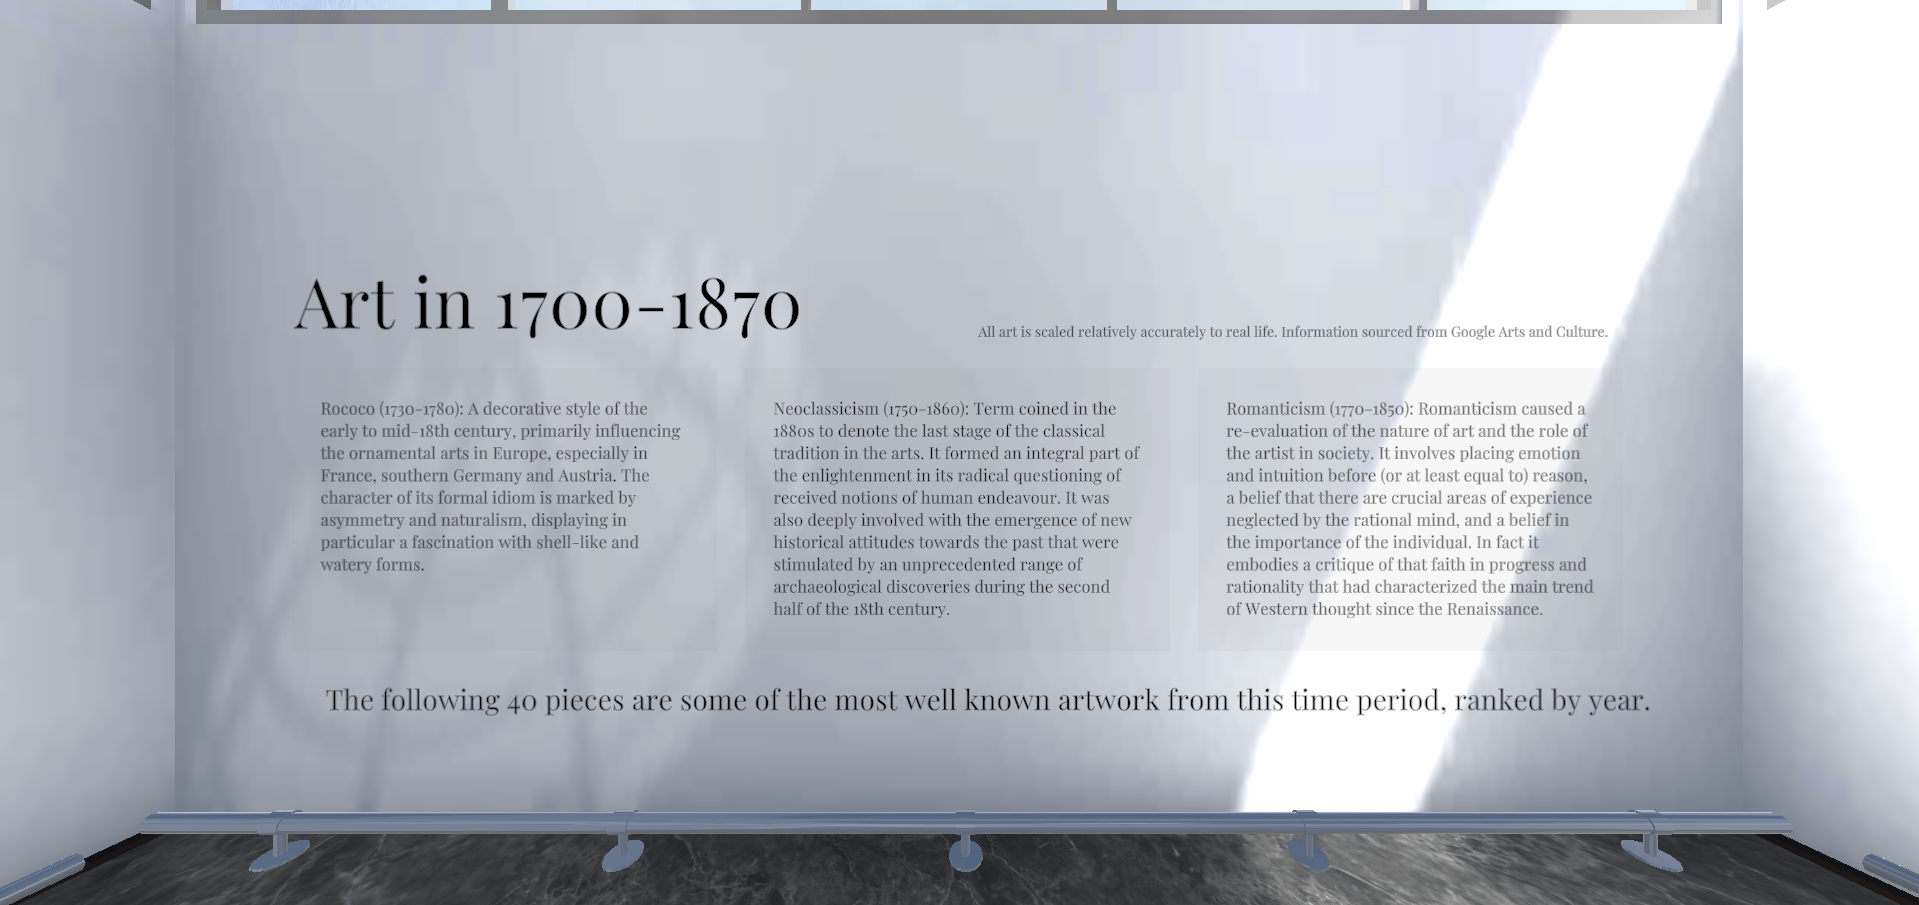 Art in 1700-1870
All art is scaled relatively accurately to real life. Information sourced from Google Arts and Culture.
Rococo (1730-1780): A decorative style of the
early to mid-18th century, primarily influencing
the ornamental arts in Europe, especially in
France, southern Germany and Austria. The
character of its formal idiom is marked by
asymmetry and naturalism, displaying in
particular a fascination with shell-like and
watery forms.
Neoclassicism (1750-1860): Term coined in the
1880s to denote the last stage of the classical
tradition in the arts. It formed an integral part of
the enlightenment in its radical questioning of
received notions of human endeavour. It was
also deeply involved with the emergence of new
historical attitudes towards the past that were
stimulated by an unprecedented range of
archaeological discoveries during the second
half of the 18th century.
Romanticism (1770-1850): Romanticism caused a
re-evaluation of the nature of art and the role of
the artist in society. It involves placing emotion
and intuition before (or at least equal to) reason,
a belief that there are crucial areas of experience
neglected by the rational mind, and a belief in
the importance of the individual. In fact it
embodies a critique of that faith in progress and
rationality that had characterized the main trend
of Western thought since the Renaissance.
The following 40 pieces are some of the most well known artwork from this time period, ranked by year.